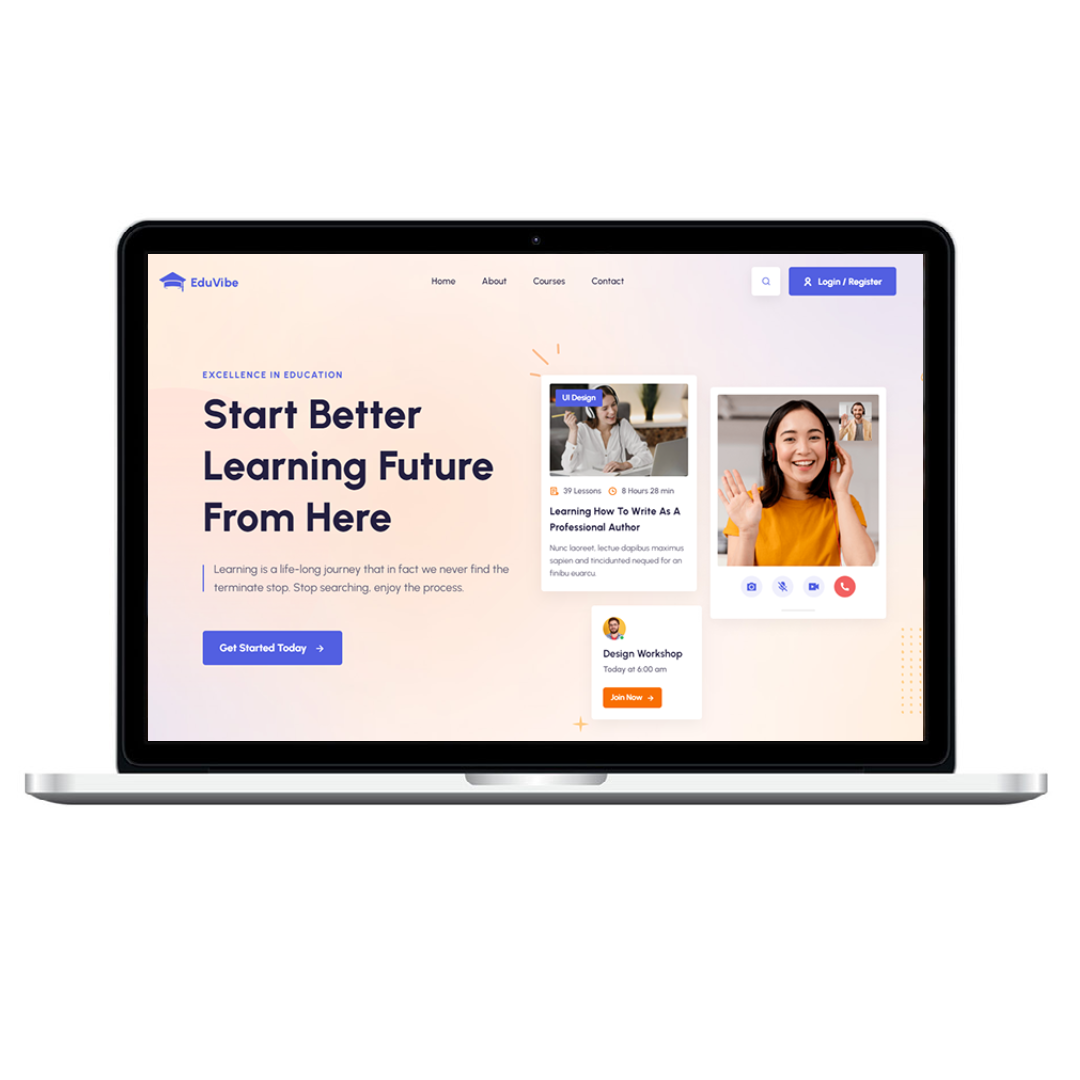 EduVibe
Home About Courses Contact
Login / Register
EXCELLENCE IN EDUCATION
Start Better
Learning Future
From Here
Learning is a life-long journey that in fact we never find the
terminate stop. Stop searching, enjoy the process.
Get Started Today
UI Design
39 Lessons 8 Hours 28 min
Learning How To Write As A
Professional Author
Nunc laoreet, lectue dapibus maximus
sapien and tincidunted nequed for an
finibu euarcu.
Design Workshop
Today at 6:00 am
Join Now